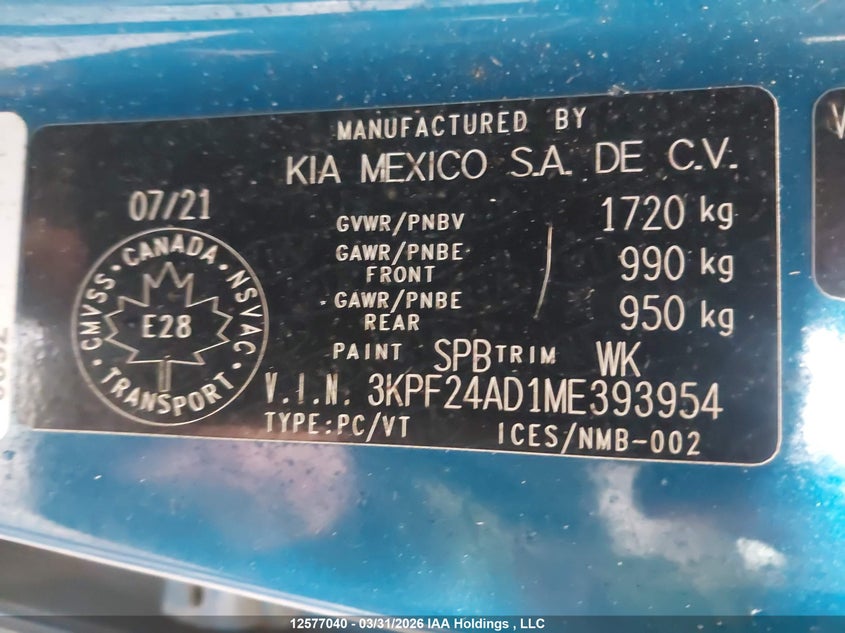 MANUFACTURED BY
KIA MEXICO S.A. DE C.V.
07/21
GVWR/PNBV 1720 kg
GAWR/PNBE
FRONT 990 kg
GAWR/PNBE
REAR 950 kg
CANADA
CMVSS · NSVAC
E28
TRANSPORT
PAINT SPB TRIM WK
V.I.N. 3KPF24AD1ME393954
TYPE:PC/VT ICES/NMB-002
12577040 - 03/31/2026 IAA Holdings , LLC